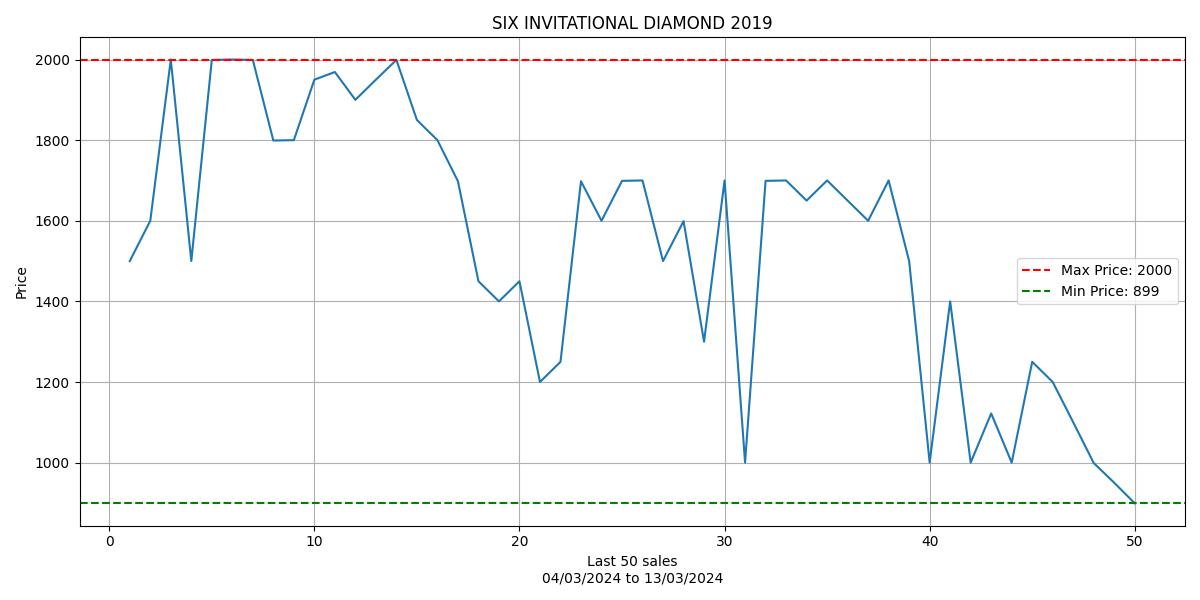 SIX INVITATIONAL DIAMOND 2019
Price
2000
1800
1600
1400
1200
1000
Max Price: 2000
Min Price: 899
0 10 20 30 40 50
Last 50 sales
04/03/2024 to 13/03/2024